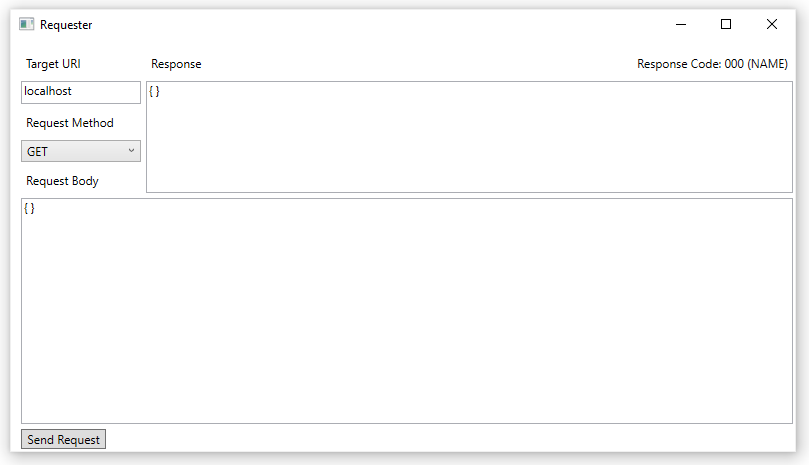 Requester
Target URI
Response
Response Code: 000 (NAME)
localhost
{ }
Request Method
GET
Request Body
{ }
Send Request